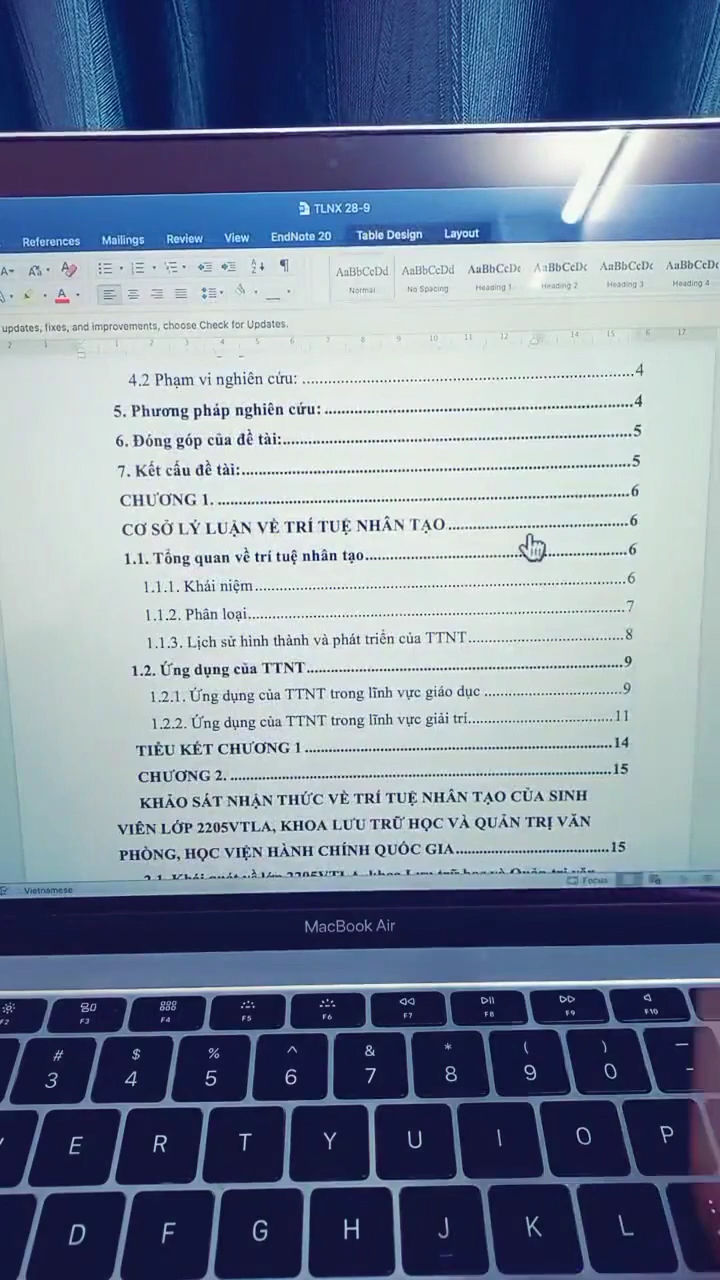 TLNX 28-9
References Mailings Review View EndNote 20 Table Design Layout
AaBbCcDd AaBbCcDd AaBbCcDc AaBbCcDc AaBbCcDc AaBbCcDc
Normal No Spacing Heading 1 Heading 2 Heading 3 Heading 4
updates, fixes, and improvements, choose Check for Updates.
4.2 Phạm vi nghiên cứu: 4
5. Phương pháp nghiên cứu: 4
6. Đóng góp của đề tài: 5
7. Kết cấu đề tài: 5
CHƯƠNG 1. 6
CƠ SỞ LÝ LUẬN VỀ TRÍ TUỆ NHÂN TẠO 6
1.1. Tổng quan về trí tuệ nhân tạo 6
1.1.1. Khái niệm 6
1.1.2. Phân loại 7
1.1.3. Lịch sử hình thành và phát triển của TTNT 8
1.2. Ứng dụng của TTNT 9
1.2.1. Ứng dụng của TTNT trong lĩnh vực giáo dục 9
1.2.2. Ứng dụng của TTNT trong lĩnh vực giải trí 11
TIỂU KẾT CHƯƠNG 1 14
CHƯƠNG 2. 15
KHẢO SÁT NHẬN THỨC VỀ TRÍ TUỆ NHÂN TẠO CỦA SINH
VIÊN LỚP 2205VTLA, KHOA LƯU TRỮ HỌC VÀ QUẢN TRỊ VĂN
PHÒNG, HỌC VIỆN HÀNH CHÍNH QUỐC GIA 15
Vietnamese Focus
MacBook Air
F2 F3 F4 F5 F6 F7 F8 F9 F10
# $ % ^ & * ( )
3 4 5 6 7 8 9 0 -
E R T Y U I O P
D F G H J K L